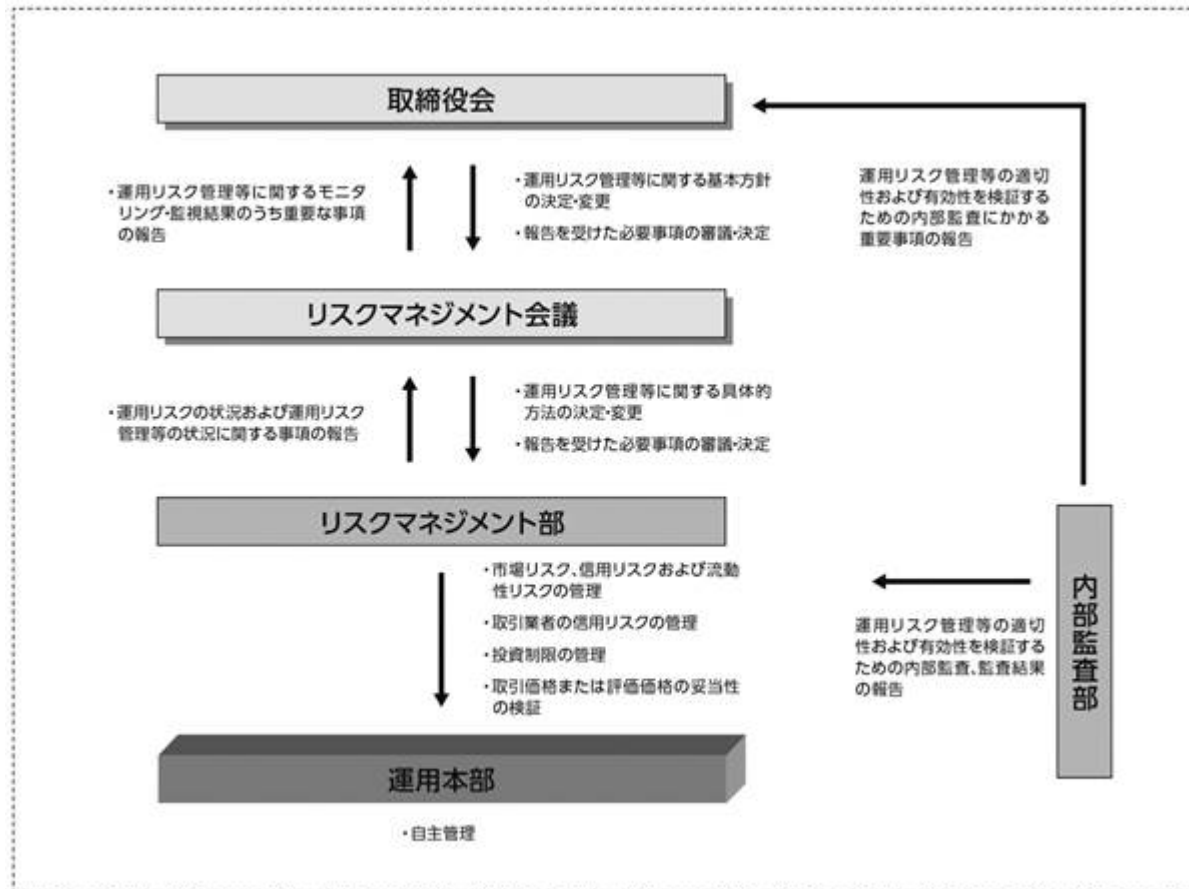 取締役会
・運用リスク管理等に関するモニタ
リング・監視結果のうち重要な事項
の報告
・運用リスク管理等に関する基本方針
の決定・変更
・報告を受けた必要事項の審議・決定
運用リスク管理等の適切
性および有効性を検証する
ための内部監査にかかる
重要事項の報告
リスクマネジメント会議
・運用リスクの状況および運用リスク
管理等の状況に関する事項の報告
・運用リスク管理等に関する具体的
方法の決定・変更
・報告を受けた必要事項の審議・決定
リスクマネジメント部
・市場リスク、信用リスクおよび流動
性リスクの管理
・取引業者の信用リスクの管理
・投資制限の管理
・取引価格または評価価格の妥当性
の検証
運用リスク管理等の適切
性および有効性を検証する
ための内部監査、監査結果
の報告
内部監査部
運用本部
・自主管理